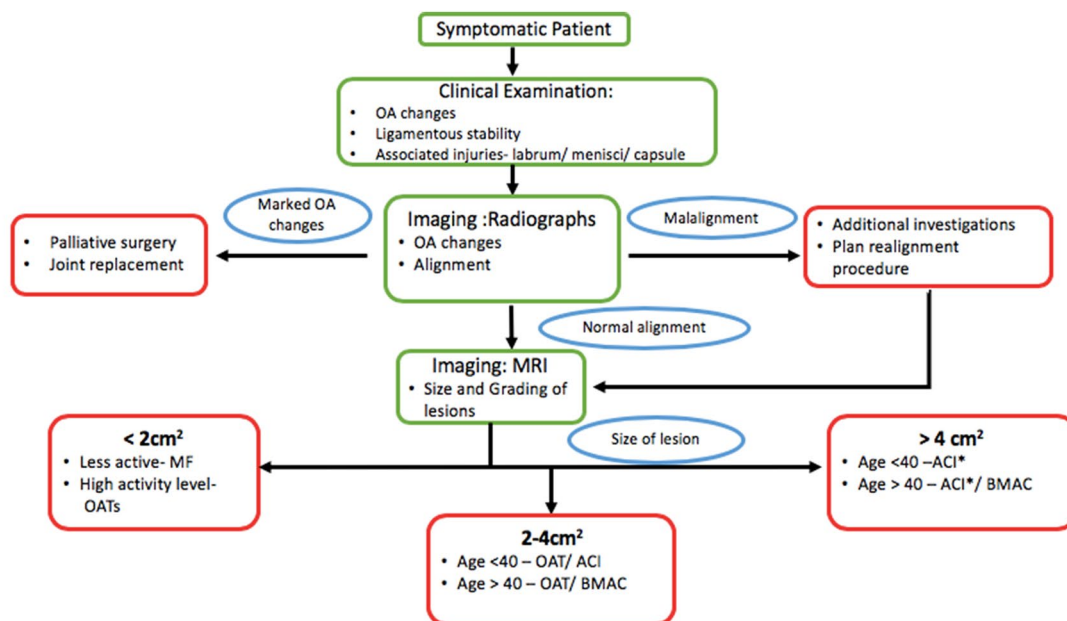 Symptomatic Patient
Clinical Examination:
• OA changes
• Ligamentous stability
• Associated injuries- labrum/ menisci/ capsule
Marked OA
changes
Imaging :Radiographs
• OA changes
• Alignment
Malalignment
• Palliative surgery
• Joint replacement
• Additional investigations
• Plan realignment
procedure
Normal alignment
Imaging: MRI
• Size and Grading of
lesions
Size of lesion
< 2cm²
• Less active- MF
• High activity level-
OATs
2-4cm²
• Age <40 – OAT/ ACI
• Age > 40 – OAT/ BMAC
> 4 cm²
• Age <40 –ACI*
• Age > 40 – ACI*/ BMAC